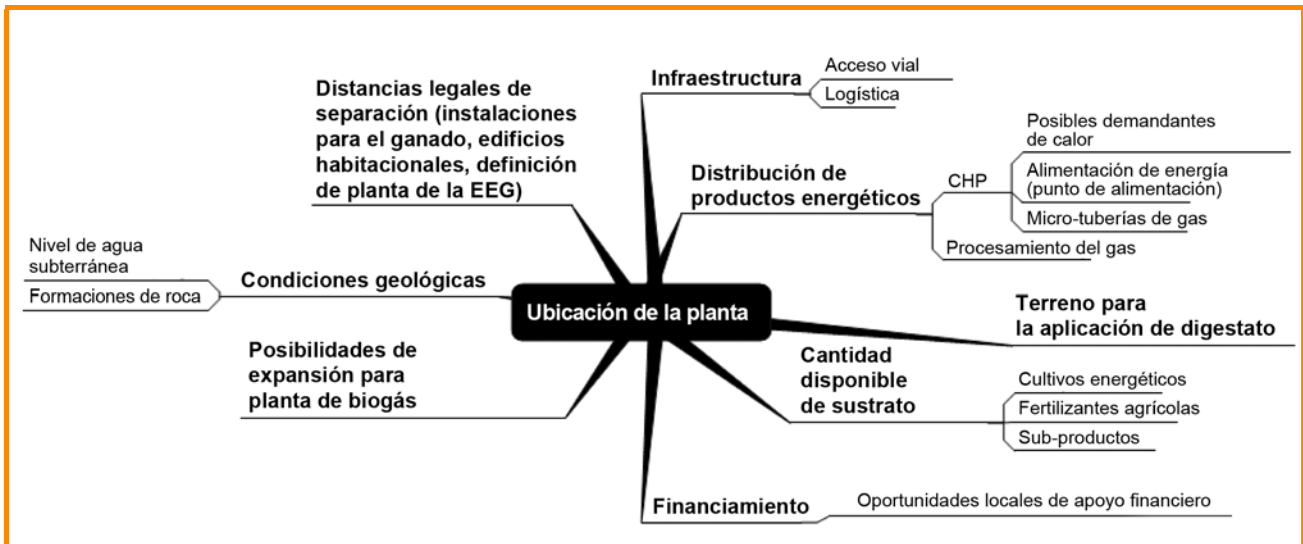 Distancias legales de
separación (instalaciones
para el ganado, edificios
habitacionales, definición
de planta de la EEG)
Nivel de agua
subterránea
Formaciones de roca
Condiciones geológicas
Posibilidades de
expansión para
planta de biogás
Ubicación de la planta
Infraestructura
Acceso vial
Logística
Distribución de
productos energéticos
CHP
Posibles demandantes
de calor
Alimentación de energía
(punto de alimentación)
Micro-tuberías de gas
Procesamiento del gas
Terreno para
la aplicación de digestato
Cantidad
disponible
de sustrato
Cultivos energéticos
Fertilizantes agrícolas
Sub-productos
Financiamiento
Oportunidades locales de apoyo financiero